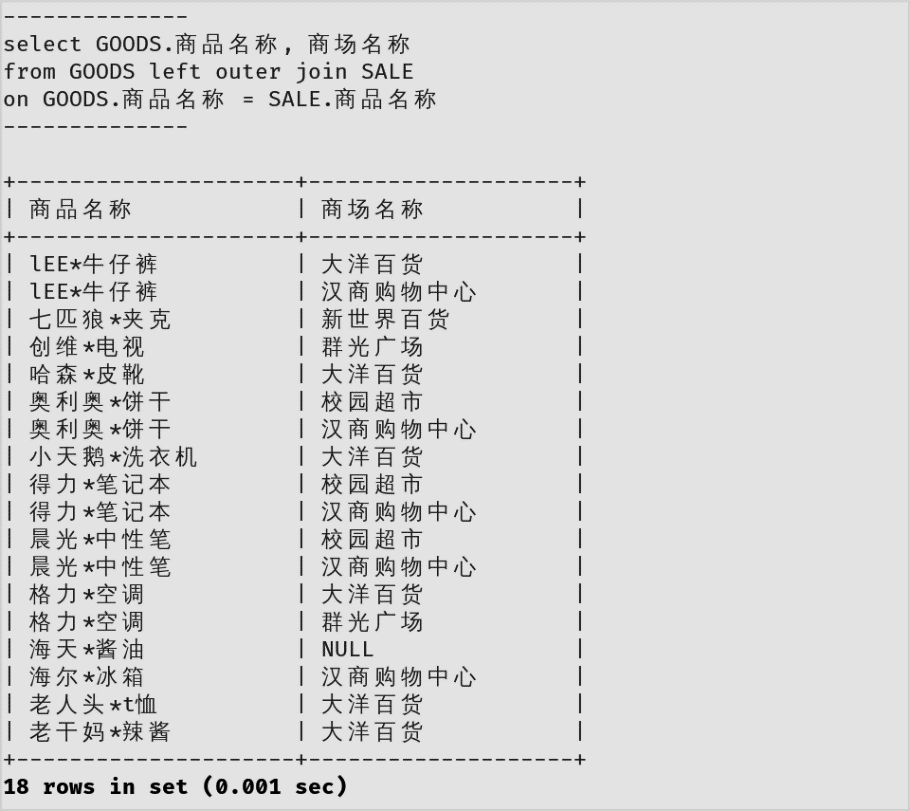 --------------
select GOODS.商品名称, 商场名称
from GOODS left outer join SALE
on GOODS.商品名称 = SALE.商品名称
--------------
+---------------------+--------------------+
| 商品名称 | 商场名称 |
+---------------------+--------------------+
| lEE*牛仔裤 | 大洋百货 |
| lEE*牛仔裤 | 汉商购物中心 |
| 七匹狼*夹克 | 新世界百货 |
| 创维*电视 | 群光广场 |
| 哈森*皮靴 | 大洋百货 |
| 奥利奥*饼干 | 校园超市 |
| 奥利奥*饼干 | 汉商购物中心 |
| 小天鹅*洗衣机 | 大洋百货 |
| 得力*笔记本 | 校园超市 |
| 得力*笔记本 | 汉商购物中心 |
| 晨光*中性笔 | 校园超市 |
| 晨光*中性笔 | 汉商购物中心 |
| 格力*空调 | 大洋百货 |
| 格力*空调 | 群光广场 |
| 海天*酱油 | NULL |
| 海尔*冰箱 | 汉商购物中心 |
| 老人头*t恤 | 大洋百货 |
| 老干妈*辣酱 | 大洋百货 |
+---------------------+--------------------+
18 rows in set (0.001 sec)